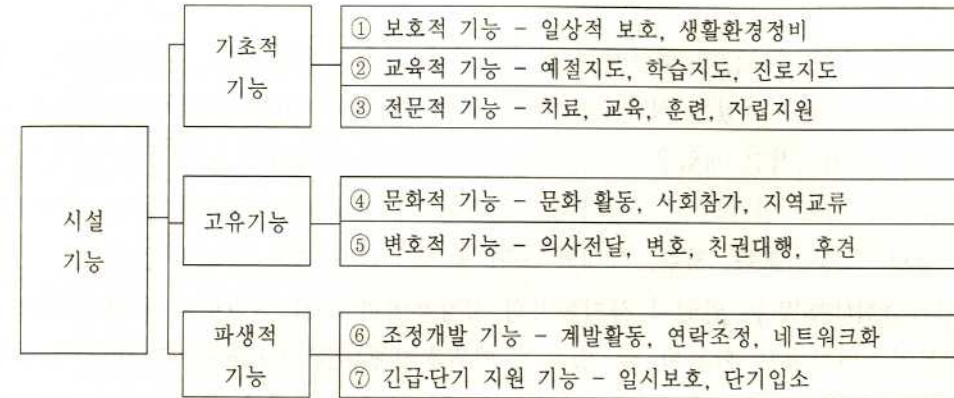 시설
기능
기초적
기능
① 보호적 기능 - 일상적 보호, 생활환경정비
② 교육적 기능 - 예절지도, 학습지도, 진로지도
③ 전문적 기능 - 치료, 교육, 훈련, 자립지원
고유기능
④ 문화적 기능 - 문화 활동, 사회참가, 지역교류
⑤ 변호적 기능 - 의사전달, 변호, 친권대행, 후견
파생적
기능
⑥ 조정개발 기능 - 계발활동, 연락조정, 네트워크화
⑦ 긴급·단기 지원 기능 - 일시보호, 단기입소